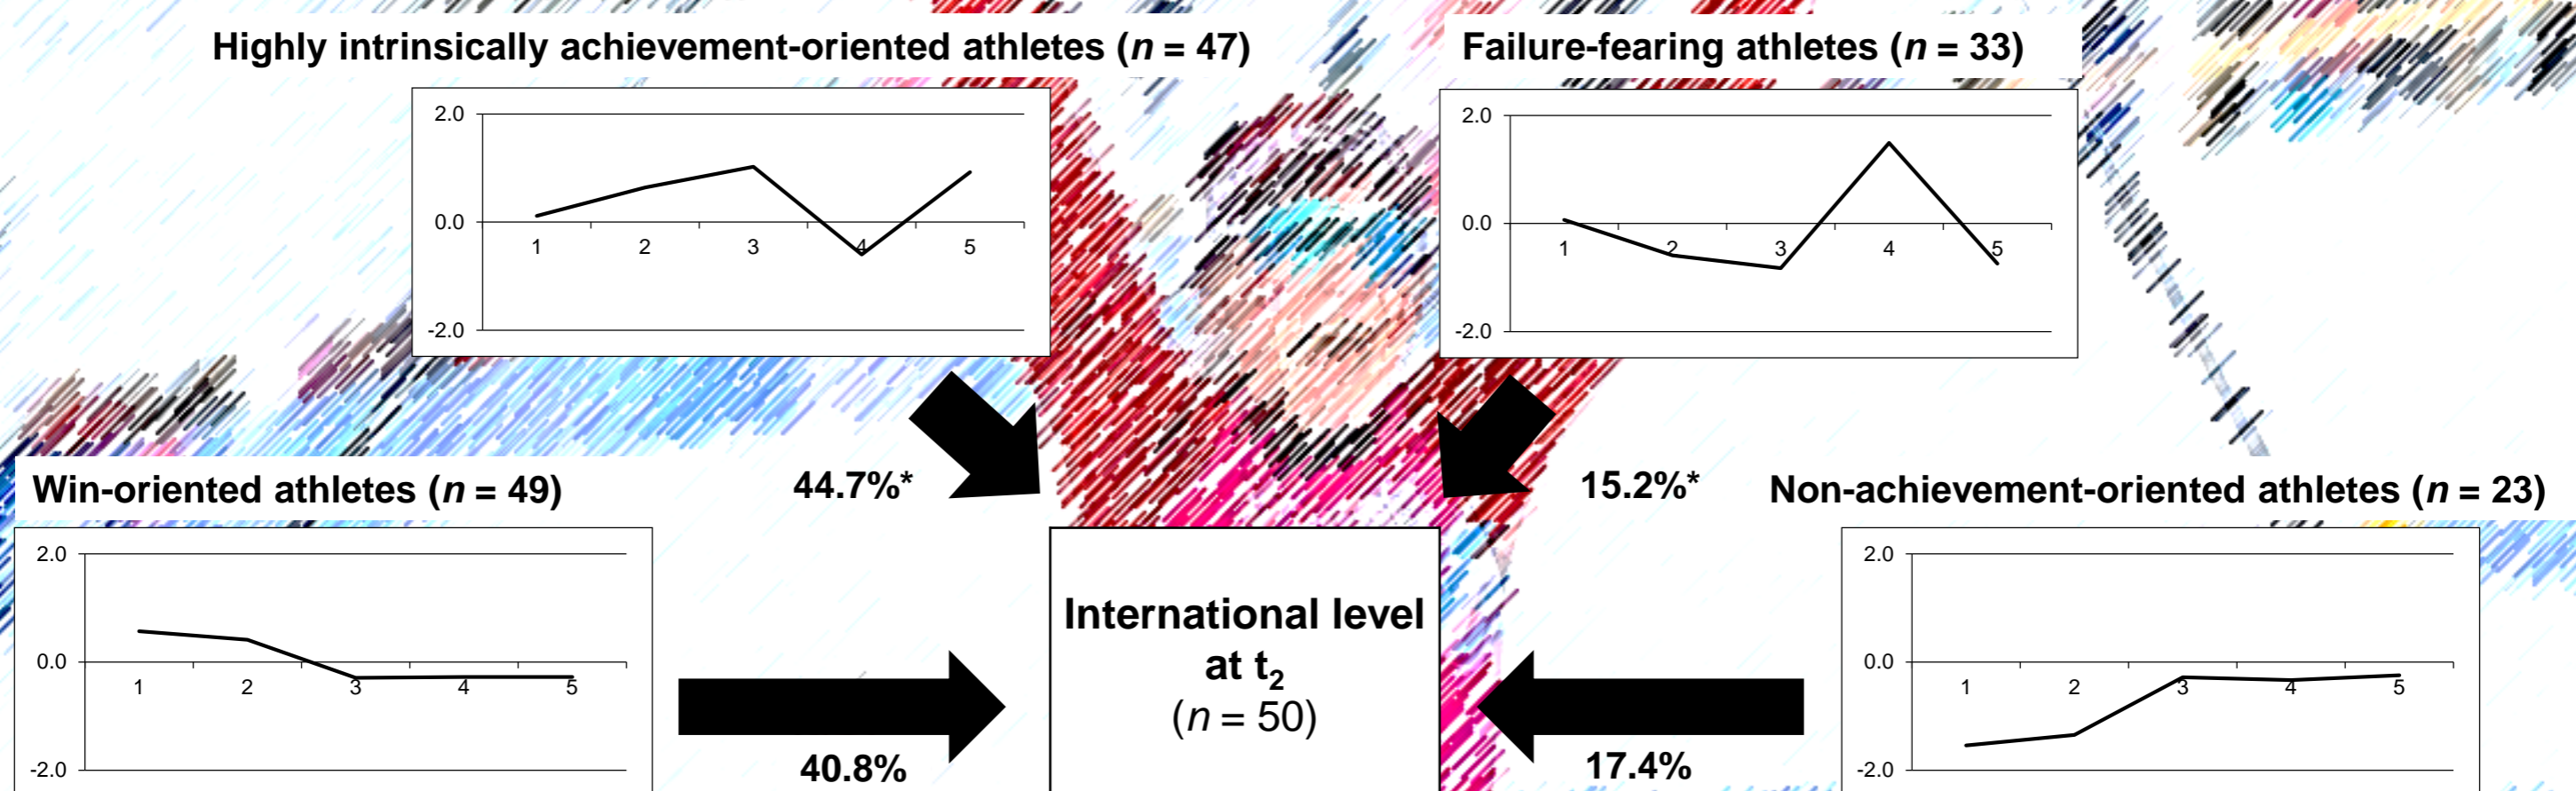 Highly intrinsically achievement-oriented athletes (n = 47)
2.0
0.0
-2.0
1 2 3 4 5
Failure-fearing athletes (n = 33)
2.0
0.0
-2.0
1 2 3 4 5
44.7%*
15.2%*
Win-oriented athletes (n = 49)
2.0
0.0
-2.0
1 2 3 4 5
40.8%
International level
at t₂
(n = 50)
17.4%
Non-achievement-oriented athletes (n = 23)
2.0
0.0
-2.0
1 2 3 4 5